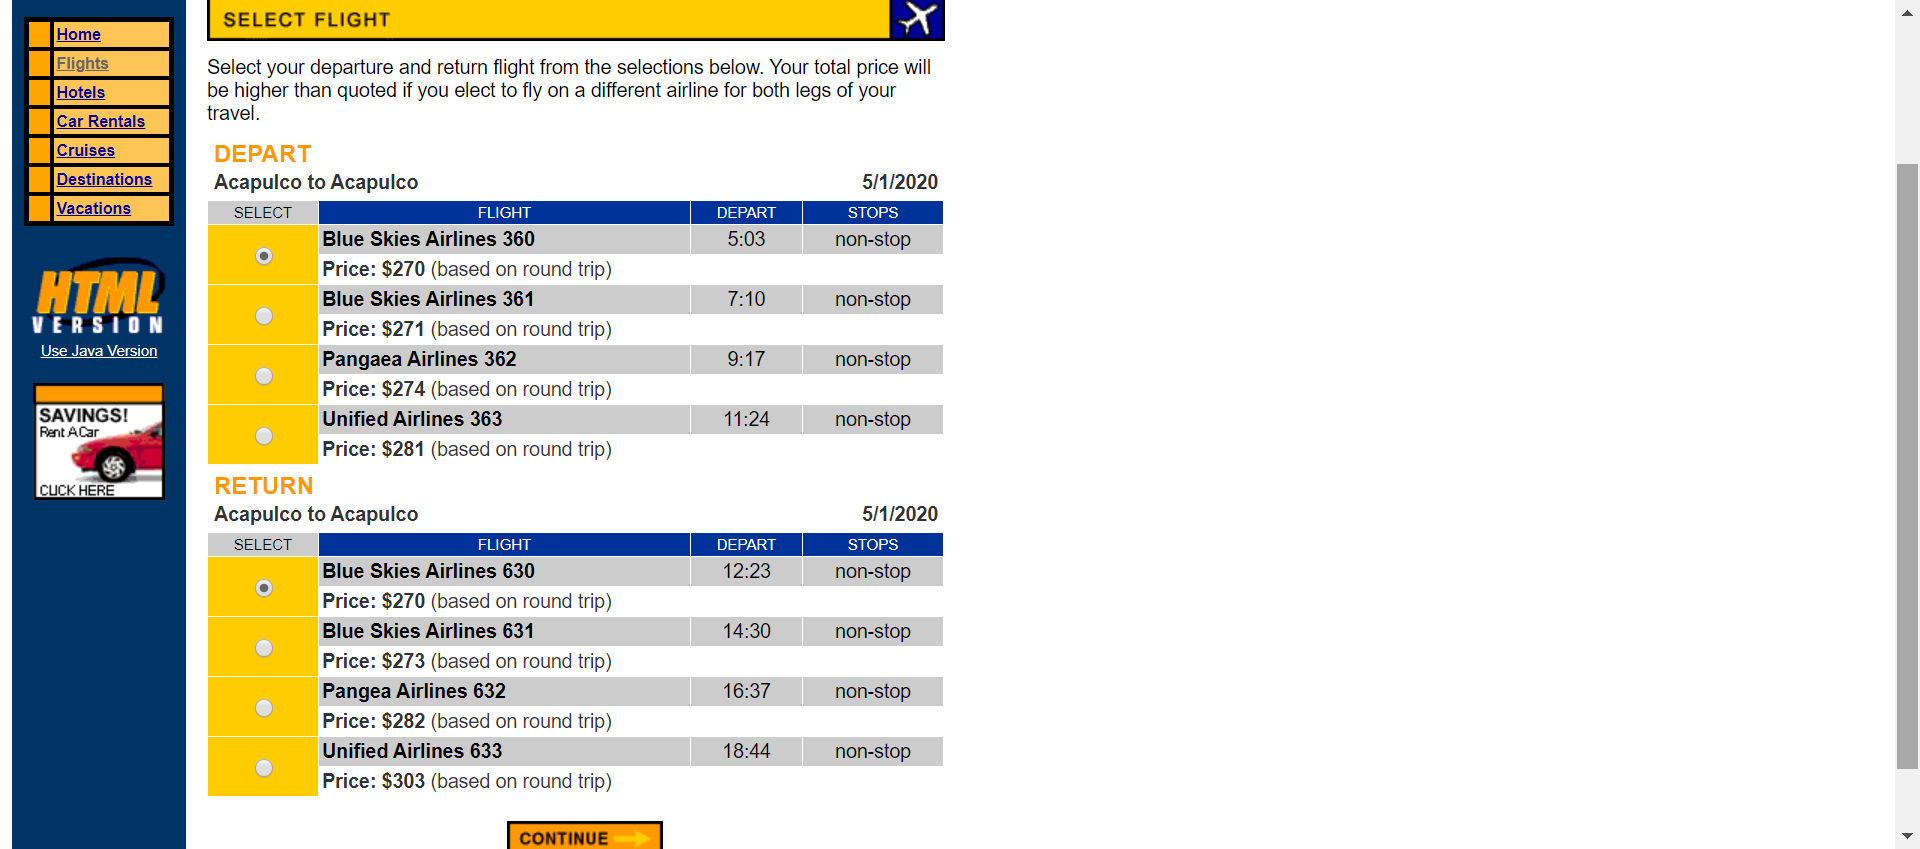 SELECT FLIGHT
Home
Flights
Hotels
Car Rentals
Cruises
Destinations
Vacations
HTML
VERSION
Use Java Version
SAVINGS!
Rent A Car
CLICK HERE
Select your departure and return flight from the selections below. Your total price will
be higher than quoted if you elect to fly on a different airline for both legs of your
travel.
DEPART
Acapulco to Acapulco 5/1/2020
SELECT FLIGHT DEPART STOPS
Blue Skies Airlines 360 5:03 non-stop
Price: $270 (based on round trip)
Blue Skies Airlines 361 7:10 non-stop
Price: $271 (based on round trip)
Pangaea Airlines 362 9:17 non-stop
Price: $274 (based on round trip)
Unified Airlines 363 11:24 non-stop
Price: $281 (based on round trip)
RETURN
Acapulco to Acapulco 5/1/2020
SELECT FLIGHT DEPART STOPS
Blue Skies Airlines 630 12:23 non-stop
Price: $270 (based on round trip)
Blue Skies Airlines 631 14:30 non-stop
Price: $273 (based on round trip)
Pangea Airlines 632 16:37 non-stop
Price: $282 (based on round trip)
Unified Airlines 633 18:44 non-stop
Price: $303 (based on round trip)
CONTINUE